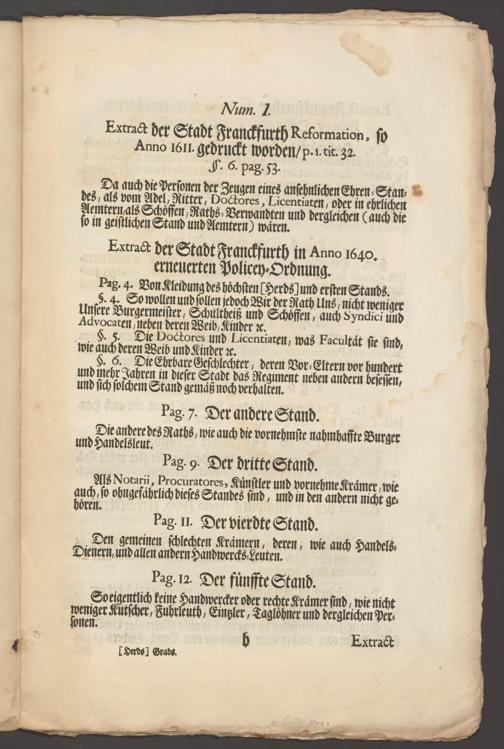 Num. I.
Extract der Stadt Franckfurth Reformation, so
Anno 1611. gedruckt worden/ p. 1. tit. 32.
§. 6. pag. 53.
Da auch die Personen der Zeugen eines ansehnlichen Ehren-Stan-
des, als vom Adel, Ritter, Doctores, Licentiaten, oder in ehrlichen
Aemtern, als Schöffen, Raths-Verwandten und dergleichen (auch die
so in geistlichen Stand und Aemtern) wären.
Extract der Stadt Franckfurth in Anno 1640.
erneuerten Policey-Ordnung.
Pag. 4. Von Kleidung des höchsten [Herds] und ersten Stands.
§. 4. So wollen und sollen jedoch Wir der Rath Uns, nicht weniger
Unsere Burgermeister, Schultheiß und Schöffen, auch Syndici und
Advocaten, neben deren Weib, Kinder ꝛc.
§. 5. Die Doctores und Licentiaten, was Facultät sie sind,
wie auch deren Weib und Kinder ꝛc.
§. 6. Die Ehrbare Geschlechter, deren Vor-Eltern vor hundert
und mehr Jahren in dieser Stadt das Regiment neben andern besessen,
und sich solchem Stand gemäß noch verhalten.
Pag. 7. Der andere Stand.
Die andere des Raths, wie auch die vornehmste nahmhaffte Burger
und Handelsleut.
Pag. 9. Der dritte Stand.
Als Notarii, Procuratores, Künstler und vornehme Krämer, wie
auch, so ohngefährlich dieses Standes sind, und in den andern nicht ge-
hören.
Pag. 11. Der vierdte Stand.
Den gemeinen schlechten Krämern, deren, wie auch Handels-
Dienern, und allen andern Handwercks-Leuten.
Pag. 12. Der fünffte Stand.
So eigentlich keine Handwercker oder rechte Krämer sind, wie nicht
weniger Kutscher, Fuhrleuth, Eintzler, Taglöhner und dergleichen Per-
sonen.
b Extract
[Herds] Grads.